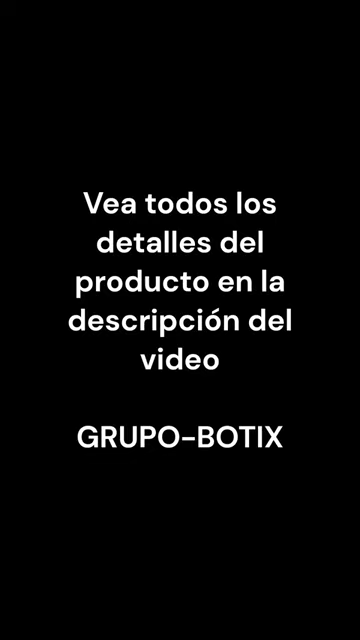 Vea todos los
detalles del
producto en la
descripción del
video
GRUPO-BOTIX